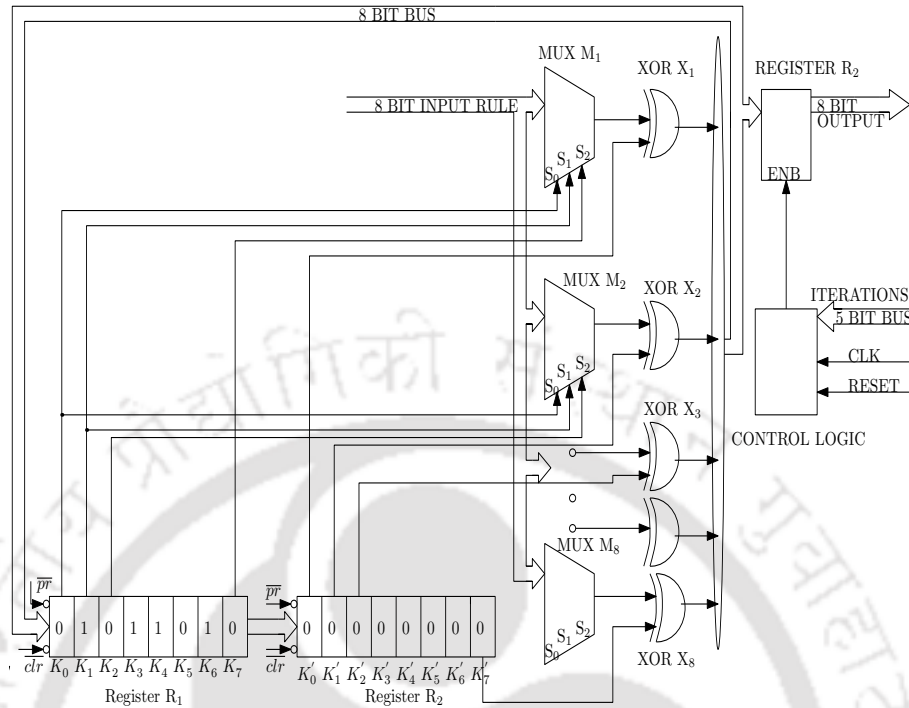 8 BIT BUS
MUX M₁
XOR X₁
REGISTER R₂
8 BIT INPUT RULE
8 BIT
OUTPUT
S₀ S₁ S₂
ENB
MUX M₂
XOR X₂
ITERATIONS
5 BIT BUS
S₀ S₁ S₂
CLK
RESET
XOR X₃
CONTROL LOGIC
MUX M₈
S₀ S₁ S₂
XOR X₈
p̅r̅
0 1 0 1 1 0 1 0
c̅l̅r̅
K₀ K₁ K₂ K₃ K₄ K₅ K₆ K₇
Register R₁
p̅r̅
0 0 0 0 0 0 0 0
c̅l̅r̅
K₀′ K₁′ K₂′ K₃′ K₄′ K₅′ K₆′ K₇′
Register R₂